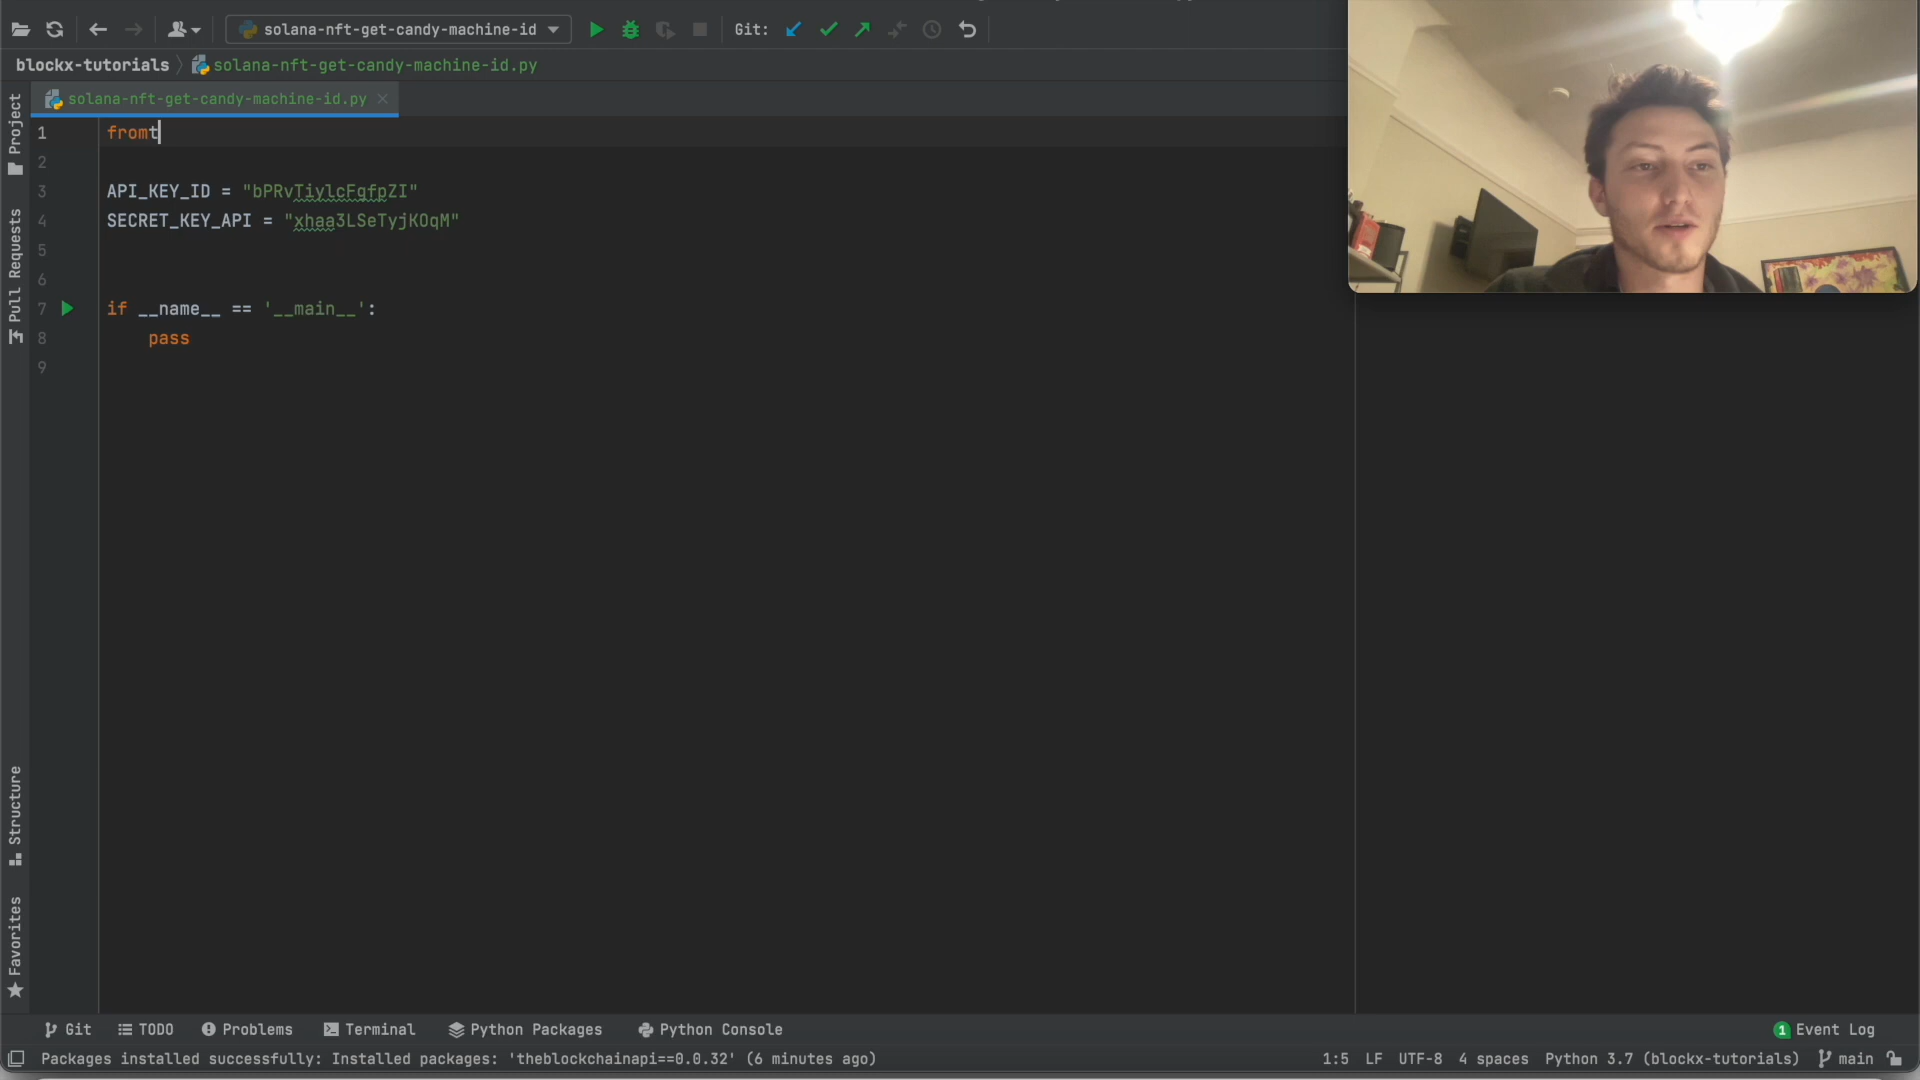 solana-nft-get-candy-machine-id
Git:
blockx-tutorials
solana-nft-get-candy-machine-id.py
solana-nft-get-candy-machine-id.py
Project
Pull Requests
Structure
Favorites
1 fromt
2
3 API_KEY_ID = "bPRvTiylcFgfpZI"
4 SECRET_KEY_API = "xhaa3LSeTyjKOqM"
5
6
7 if __name__ == '__main__':
8 pass
9
Git TODO Problems Terminal Python Packages Python Console 1 Event Log
Packages installed successfully: Installed packages: 'theblockchainapi==0.0.32' (6 minutes ago) 1:5 LF UTF-8 4 spaces Python 3.7 (blockx-tutorials) main